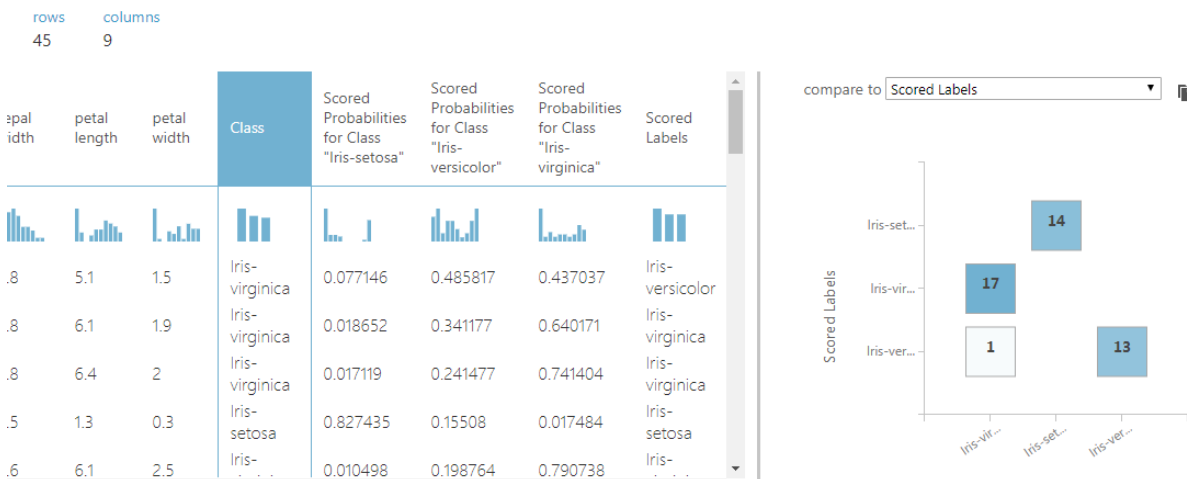 rows columns
45 9
compare to Scored Labels
epal
idth
petal
length
petal
width
Class
Scored
Probabilities
for Class
"Iris-setosa"
Scored
Probabilities
for Class
"Iris-
versicolor"
Scored
Probabilities
for Class
"Iris-
virginica"
Scored
Labels
.8 5.1 1.5 Iris-virginica 0.077146 0.485817 0.437037 Iris-versicolor
.8 6.1 1.9 Iris-virginica 0.018652 0.341177 0.640171 Iris-virginica
.8 6.4 2 Iris-virginica 0.017119 0.241477 0.741404 Iris-virginica
.5 1.3 0.3 Iris-setosa 0.827435 0.15508 0.017484 Iris-setosa
.6 6.1 2.5 Iris- 0.010498 0.198764 0.790738 Iris-
Scored Labels
Iris-set... 14
Iris-vir... 17
Iris-ver... 1 13
Iris-vir... Iris-set... Iris-ver...